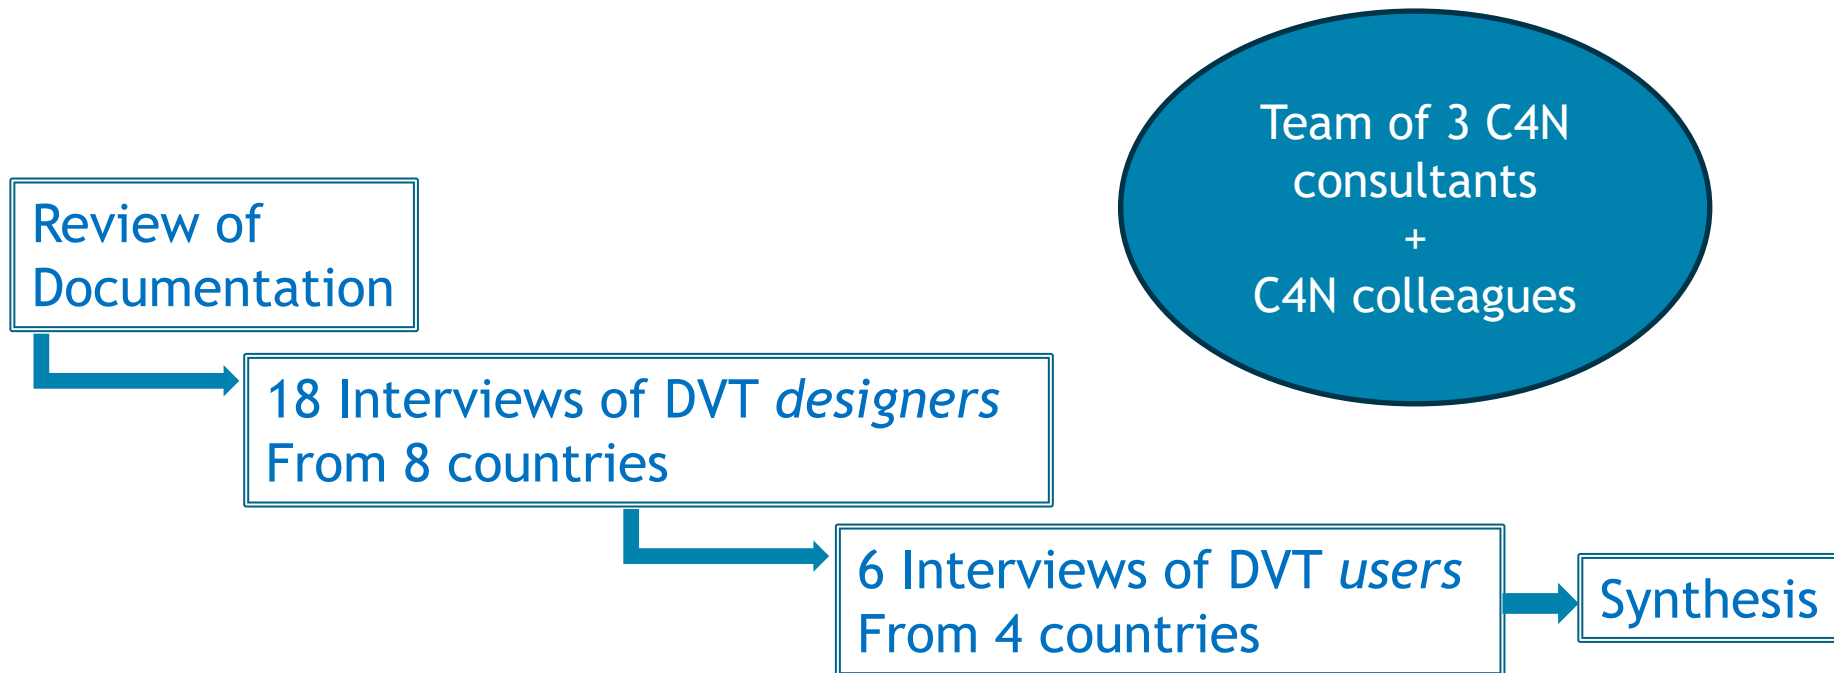 Team of 3 C4N
consultants
+
C4N colleagues
Review of
Documentation
18 Interviews of DVT designers
From 8 countries
6 Interviews of DVT users
From 4 countries
Synthesis